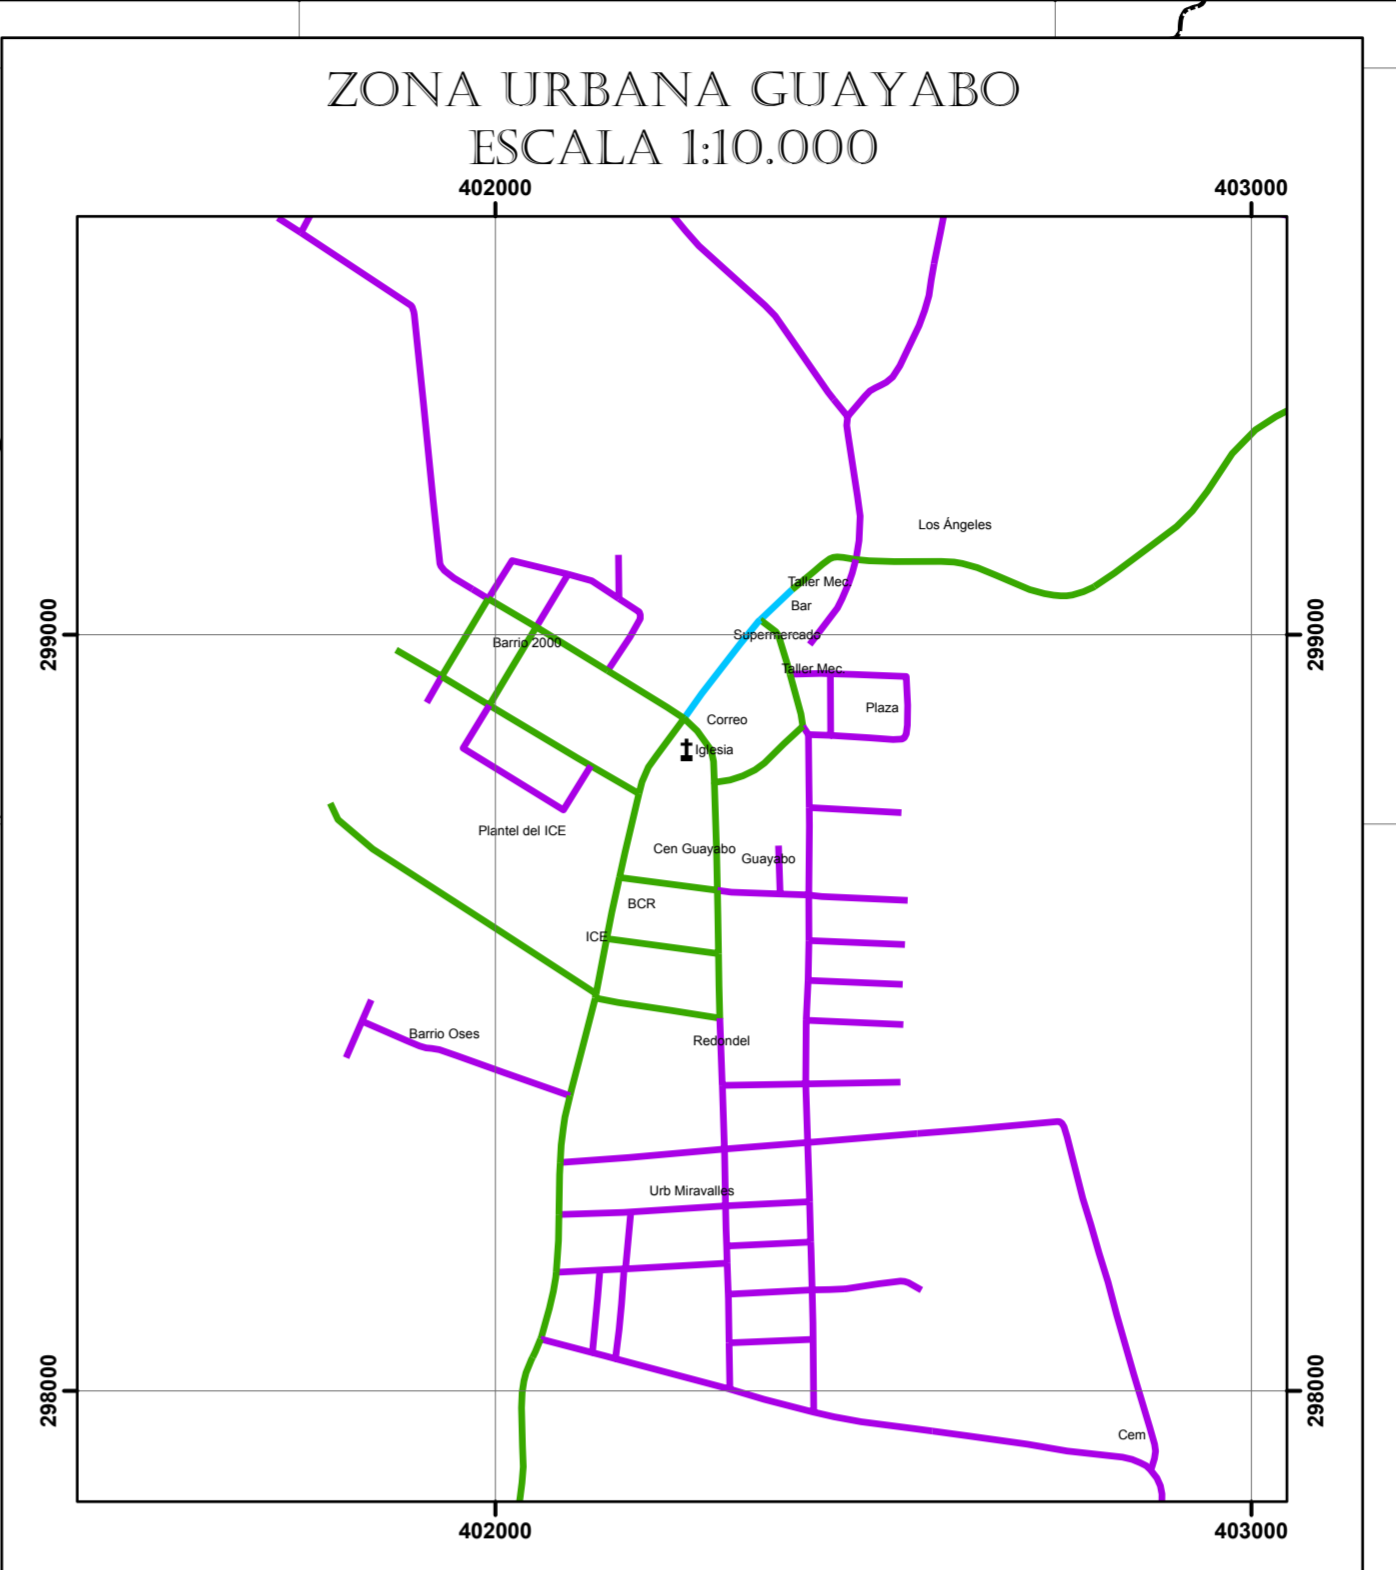 ZONA URBANA GUAYABO
ESCALA 1:10.000
402000
403000
Los Ángeles
Taller Mec.
Bar
299000
Supermercado
299000
Barrio 2000
Taller Mec.
Plaza
Correo
Iglesia
Plantel del ICE
Cen Guayabo
Guayabo
BCR
ICE
Barrio Oses
Redondel
Urb Miravalles
298000
298000
Cem
402000
403000